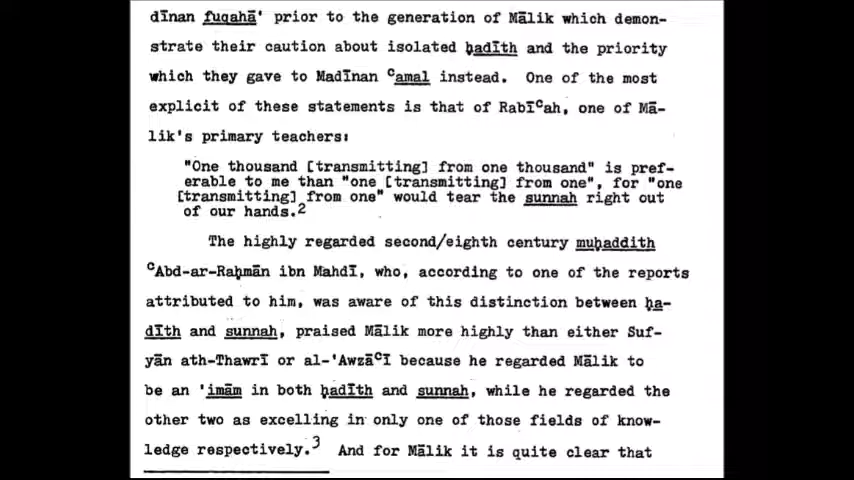 dīnan fuqahā' prior to the generation of Mālik which demon-
strate their caution about isolated ḥadīth and the priority
which they gave to Madīnan ᶜamal instead. One of the most
explicit of these statements is that of Rabīᶜah, one of Mā-
lik's primary teachers:
"One thousand [transmitting] from one thousand" is pref-
erable to me than "one [transmitting] from one", for "one
[transmitting] from one" would tear the sunnah right out
of our hands.2
The highly regarded second/eighth century muḥaddith
ᶜAbd-ar-Raḥmān ibn Mahdī, who, according to one of the reports
attributed to him, was aware of this distinction between ḥa-
dīth and sunnah, praised Mālik more highly than either Suf-
yān ath-Thawrī or al-'Awzāᶜī because he regarded Mālik to
be an 'imām in both ḥadīth and sunnah, while he regarded the
other two as excelling in only one of those fields of know-
ledge respectively.3 And for Mālik it is quite clear that